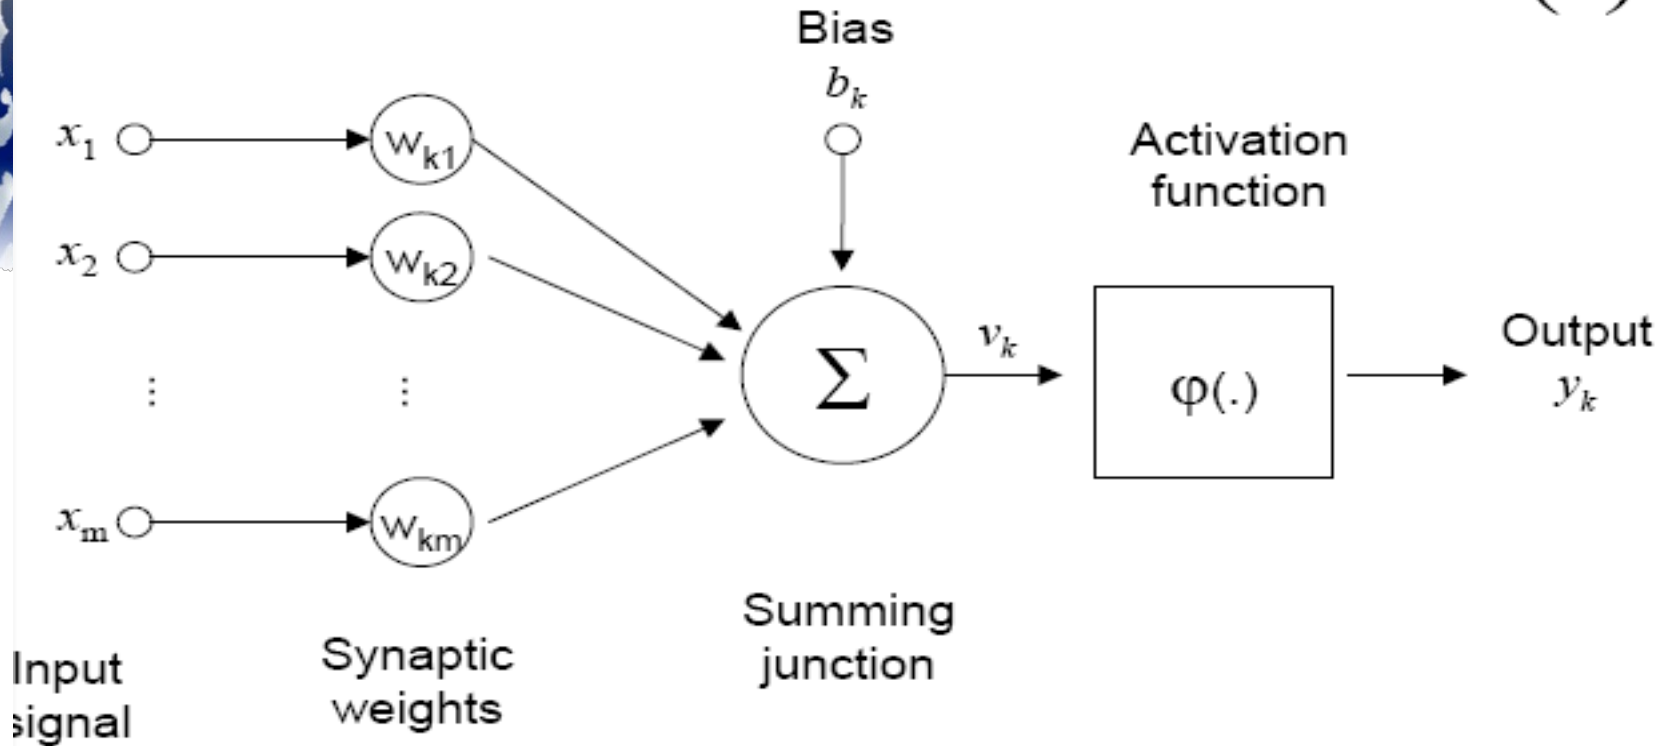 Bias
b_k
x_1
w_k1
Activation
function
x_2
w_k2
v_k
Output
Σ
φ(.)
y_k
⋮
⋮
x_m
w_km
Summing
junction
Input
signal
Synaptic
weights